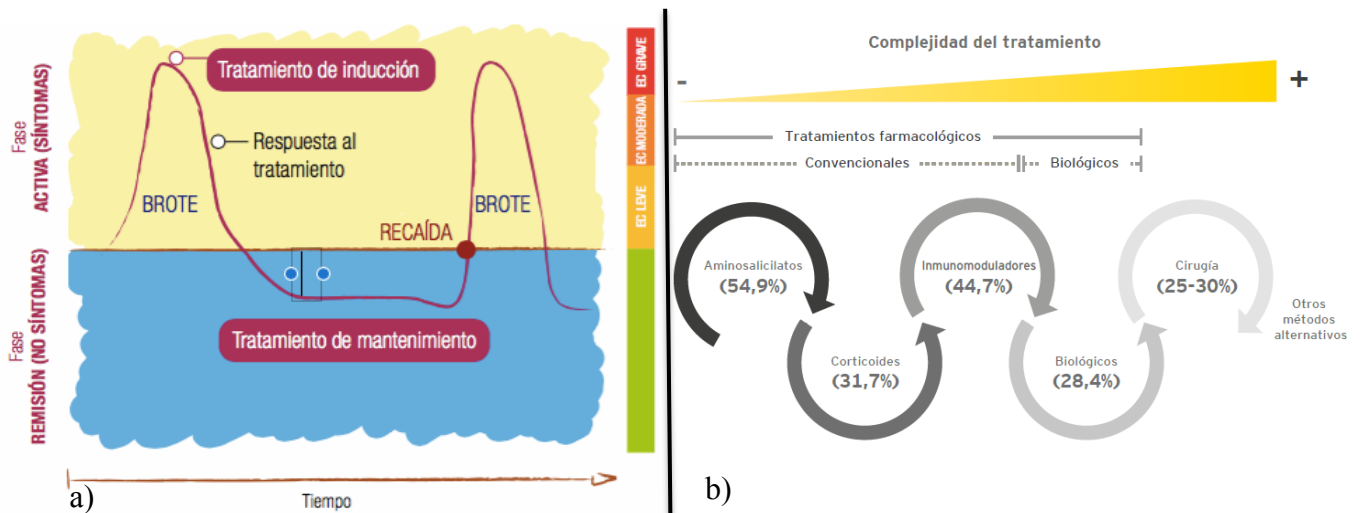 Tratamiento de inducción
Respuesta al
tratamiento
BROTE
BROTE
RECAÍDA
Tratamiento de mantenimiento
Fase
ACTIVA (SÍNTOMAS)
Fase
REMISIÓN (NO SÍNTOMAS)
EC GRAVE
EC MODERADA
EC LEVE
Tiempo
a)
Complejidad del tratamiento
-
+
Tratamientos farmacológicos
Convencionales
Biológicos
Aminosalicilatos
(54,9%)
Inmunomoduladores
(44,7%)
Cirugía
(25-30%)
Corticoides
(31,7%)
Biológicos
(28,4%)
Otros
métodos
alternativos
b)